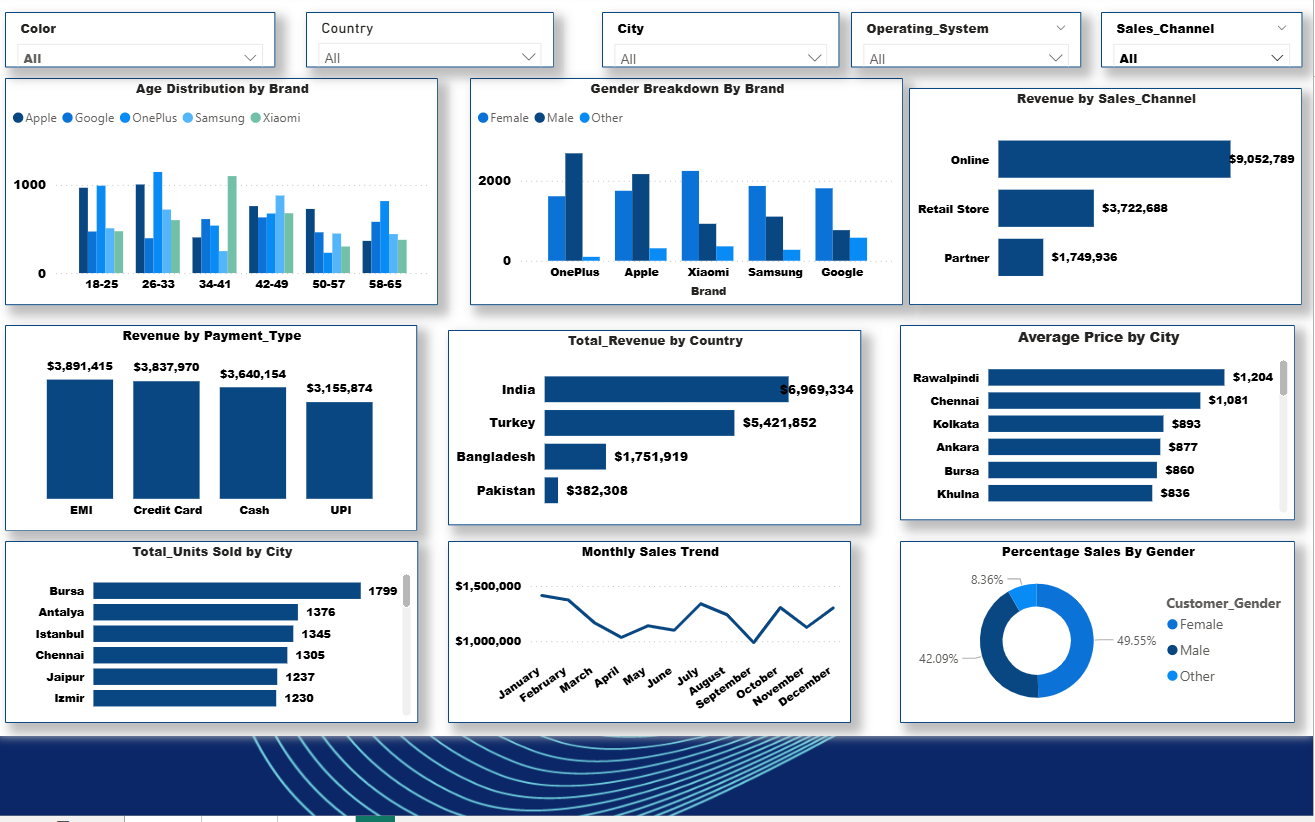 Color
All
Country
All
City
All
Operating_System
All
Sales_Channel
All
Age Distribution by Brand
Apple Google OnePlus Samsung Xiaomi
1000
0
18-25 26-33 34-41 42-49 50-57 58-65
Gender Breakdown By Brand
Female Male Other
2000
0
OnePlus Apple Xiaomi Samsung Google
Brand
Revenue by Sales_Channel
Online $9,052,789
Retail Store $3,722,688
Partner $1,749,936
Revenue by Payment_Type
$3,891,415 $3,837,970 $3,640,154 $3,155,874
EMI Credit Card Cash UPI
Total_Revenue by Country
India $6,969,334
Turkey $5,421,852
Bangladesh $1,751,919
Pakistan $382,308
Average Price by City
Rawalpindi $1,204
Chennai $1,081
Kolkata $893
Ankara $877
Bursa $860
Khulna $836
Total_Units Sold by City
Bursa 1799
Antalya 1376
Istanbul 1345
Chennai 1305
Jaipur 1237
Izmir 1230
Monthly Sales Trend
$1,500,000
$1,000,000
January February March April May June July August September October November December
Percentage Sales By Gender
8.36%
49.55%
42.09%
Customer_Gender
Female
Male
Other